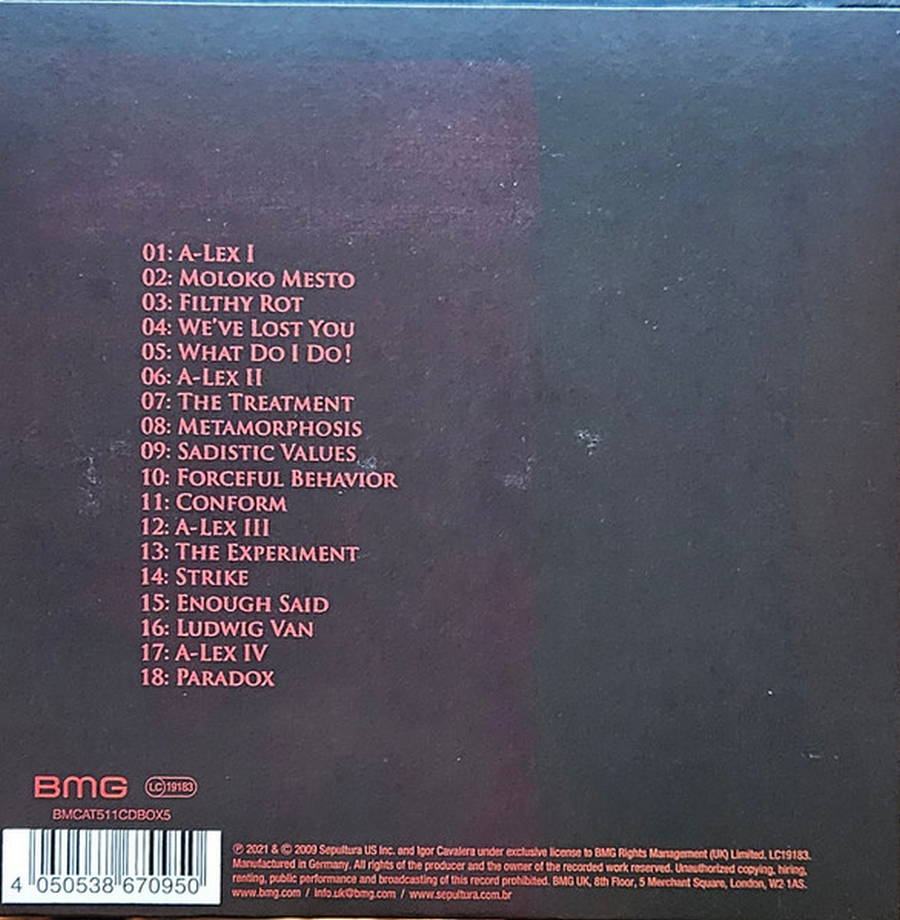 01: A-Lex I
02: Moloko Mesto
03: Filthy Rot
04: We've Lost You
05: What Do I Do!
06: A-Lex II
07: The Treatment
08: Metamorphosis
09: Sadistic Values
10: Forceful Behavior
11: Conform
12: A-Lex III
13: The Experiment
14: Strike
15: Enough Said
16: Ludwig Van
17: A-Lex IV
18: Paradox
BMG LC 19183
BMCAT511CDBOX5
4 050538 670950
℗ 2021 & © 2009 Sepultura US Inc. and Igor Cavalera under exclusive license to BMG Rights Management (UK) Limited. LC19183.
Manufactured in Germany. All rights of the producer and the owner of the recorded work reserved. Unauthorized copying, hiring,
renting, public performance and broadcasting of this record prohibited. BMG UK, 8th Floor, 5 Merchant Square, London, W2 1AS.
www.bmg.com / info.uk@bmg.com / www.sepultura.com.br